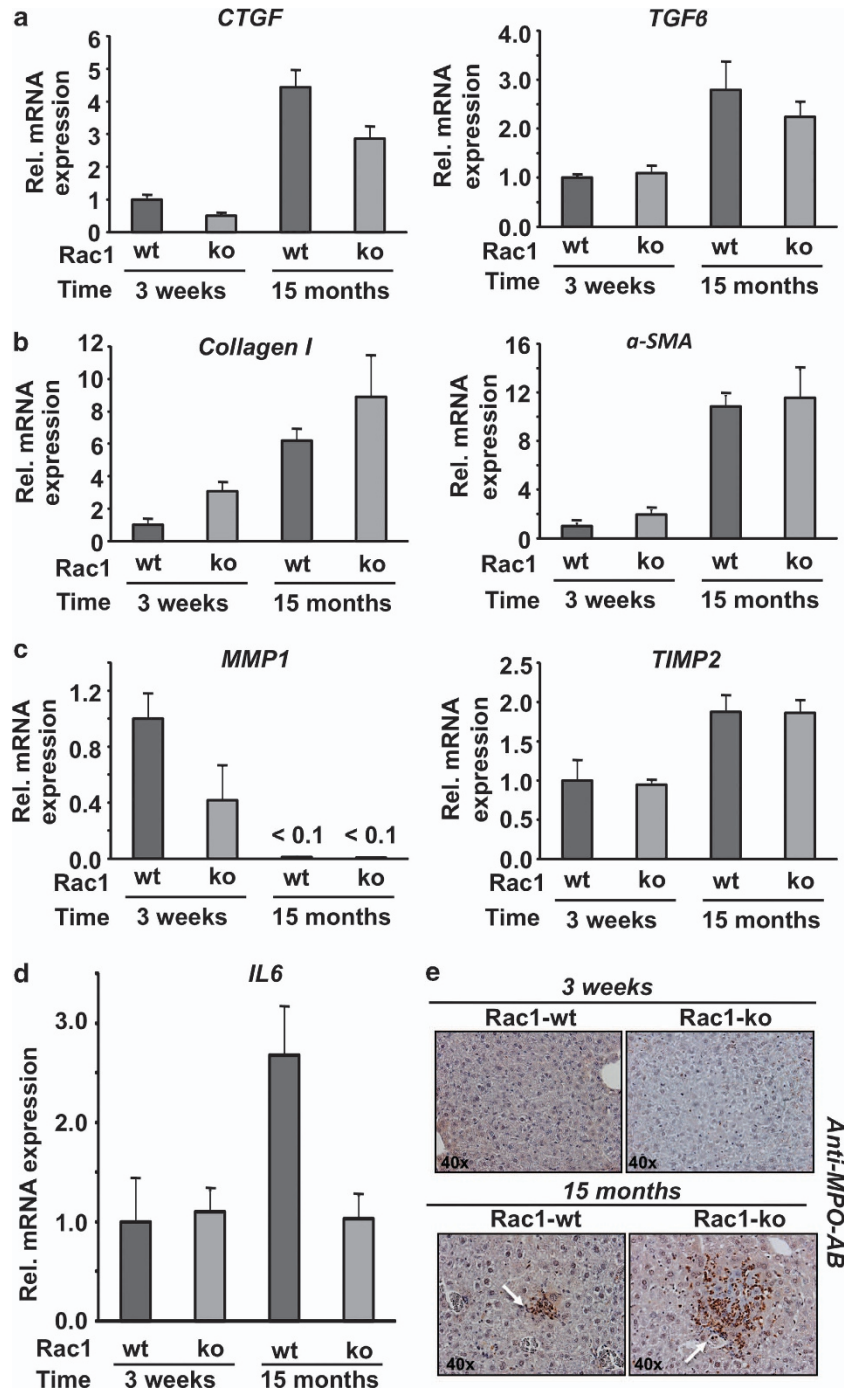 a
CTGF
Rel. mRNA
expression
6
5
4
3
2
1
0
Rac1 wt ko wt ko
Time 3 weeks 15 months
TGFß
Rel. mRNA
expression
4.0
3.0
2.0
1.0
0.0
Rac1 wt ko wt ko
Time 3 weeks 15 months
b
Collagen I
Rel. mRNA
expression
12
10
8
6
4
2
0
Rac1 wt ko wt ko
Time 3 weeks 15 months
α-SMA
Rel. mRNA
expression
16
12
8
4
2
0
Rac1 wt ko wt ko
Time 3 weeks 15 months
c
MMP1
Rel. mRNA
expression
1.2
0.8
0.4
0.0
< 0.1 < 0.1
Rac1 wt ko wt ko
Time 3 weeks 15 months
TIMP2
Rel. mRNA
expression
2.5
2.0
1.5
1.0
0.5
0.0
Rac1 wt ko wt ko
Time 3 weeks 15 months
d
IL6
Rel. mRNA expression
3.0
2.0
1.0
0.0
Rac1 wt ko wt ko
Time 3 weeks 15 months
e
3 weeks
Rac1-wt Rac1-ko
40x 40x
15 months
Rac1-wt Rac1-ko
40x 40x
Anti-MPO-AB